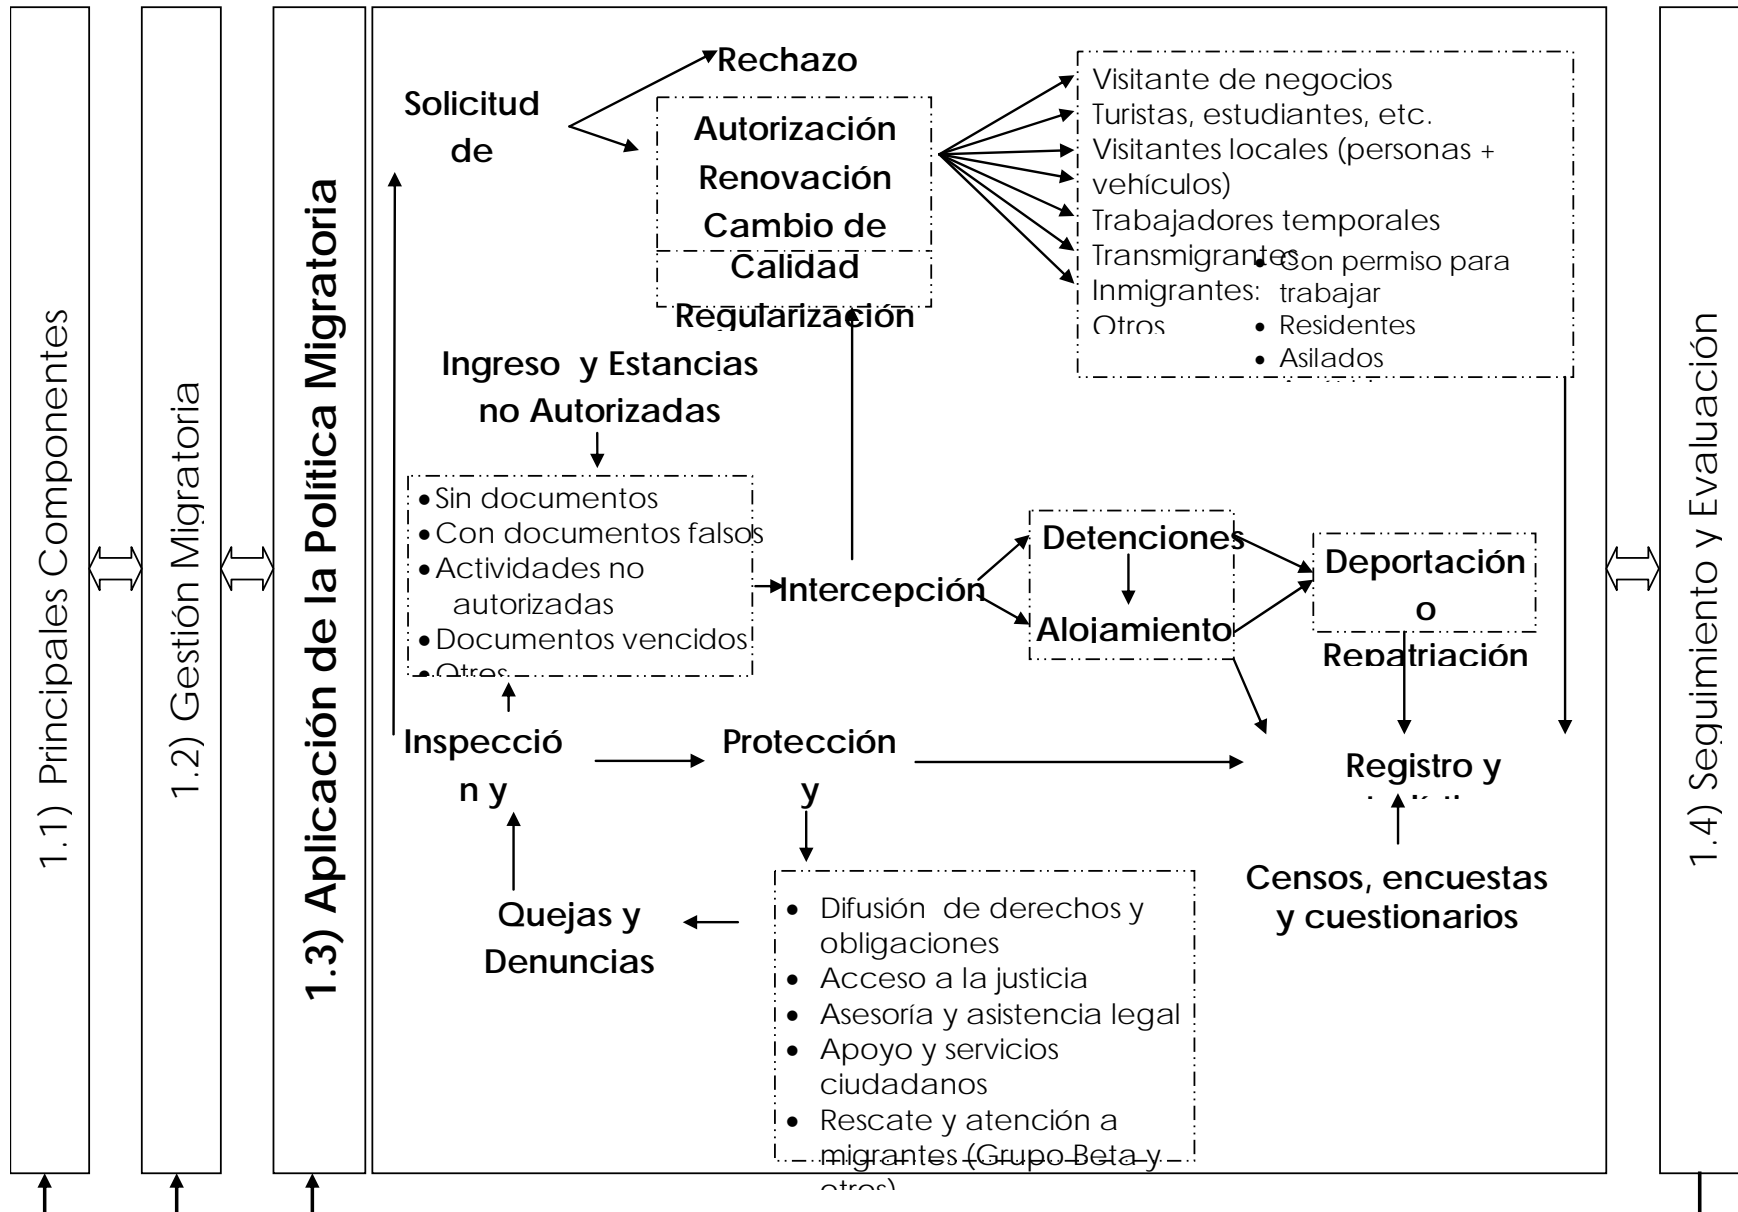 1.1) Principales Componentes
1.2) Gestión Migratoria
1.3) Aplicación de la Política Migratoria
Solicitud
de
Rechazo
Autorización
Renovación
Cambio de
Calidad
Regularización
Visitante de negocios
Turistas, estudiantes, etc.
Visitantes locales (personas +
vehículos)
Trabajadores temporales
Transmigrantes
Inmigrantes:
Otros
• Con permiso para
trabajar
• Residentes
• Asilados
Ingreso y Estancias
no Autorizadas
• Sin documentos
• Con documentos falsos
• Actividades no
autorizadas
• Documentos vencidos
• Otros
Intercepción
Detenciones
Alojamiento
Deportación
o
Repatriación
Inspecció
n y
Protección
y
Registro y
Quejas y
Denuncias
• Difusión de derechos y
obligaciones
• Acceso a la justicia
• Asesoría y asistencia legal
• Apoyo y servicios
ciudadanos
• Rescate y atención a
migrantes (Grupo Beta y
otros)
Censos, encuestas
y cuestionarios
1.4) Seguimiento y Evaluación